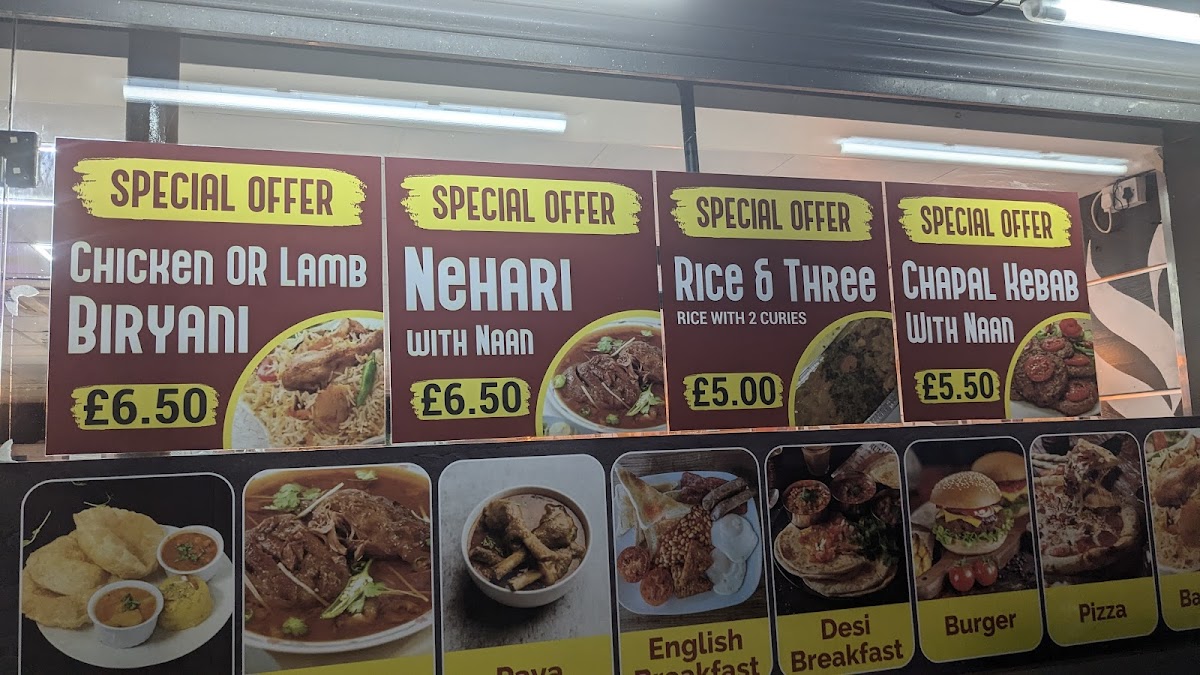 SPECIAL OFFER
CHICKEN OR LAMB
BIRYANI
£6.50
SPECIAL OFFER
NEHARI
WITH NAAN
£6.50
SPECIAL OFFER
RICE & THREE
RICE WITH 2 CURIES
£5.00
SPECIAL OFFER
CHAPAL KEBAB
WITH NAAN
£5.50
Paya
English
Breakfast
Desi
Breakfast
Burger
Pizza
Ba